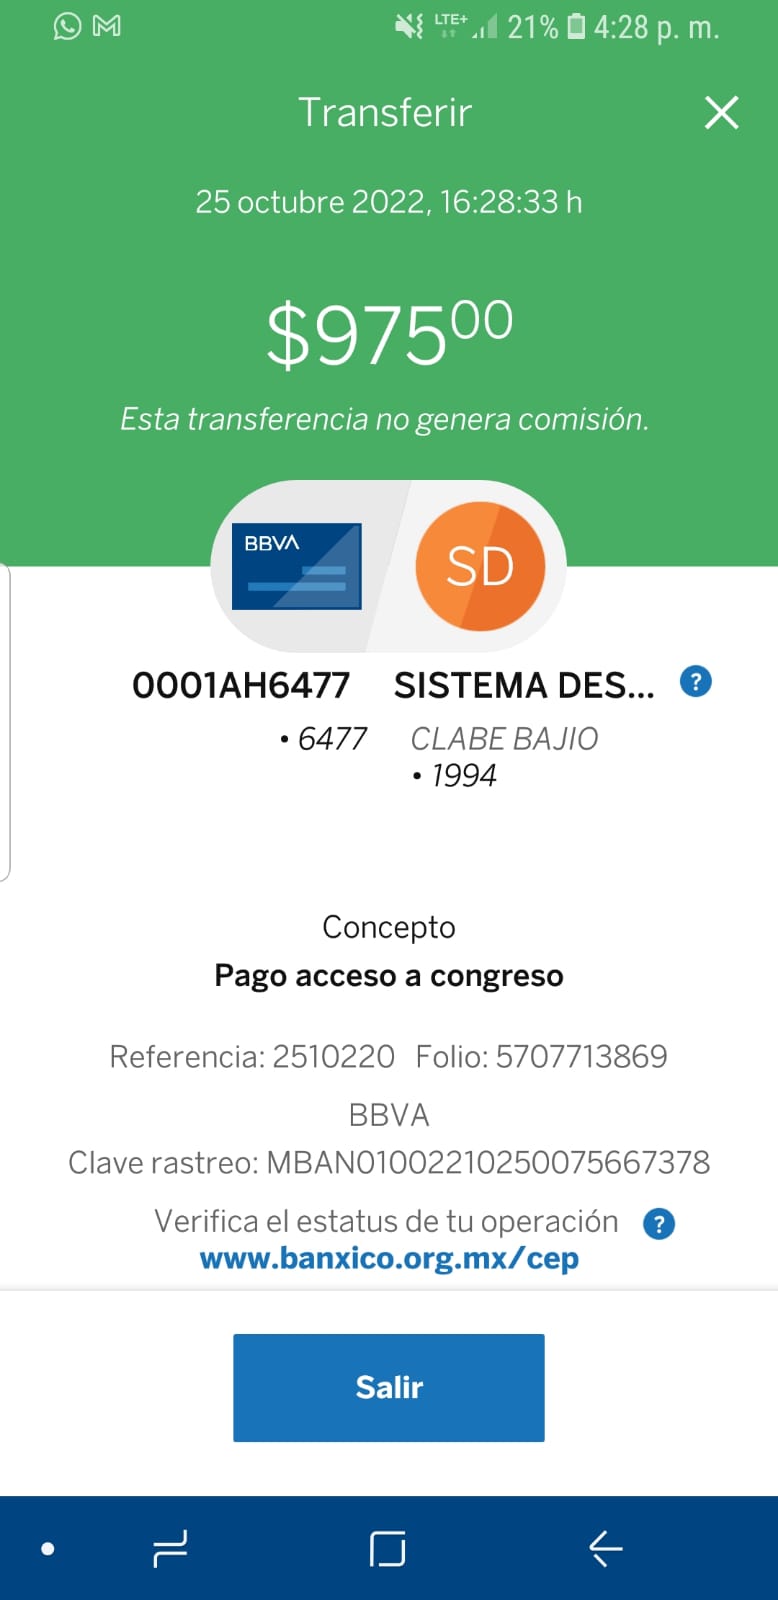 LTE+ 21% 4:28 p. m.
Transferir
25 octubre 2022, 16:28:33 h
$97500
Esta transferencia no genera comisión.
BBVA
SD
0001AH6477 SISTEMA DES... ?
• 6477 CLABE BAJIO
• 1994
Concepto
Pago acceso a congreso
Referencia: 2510220 Folio: 5707713869
BBVA
Clave rastreo: MBAN01002210250075667378
Verifica el estatus de tu operación ?
www.banxico.org.mx/cep
Salir